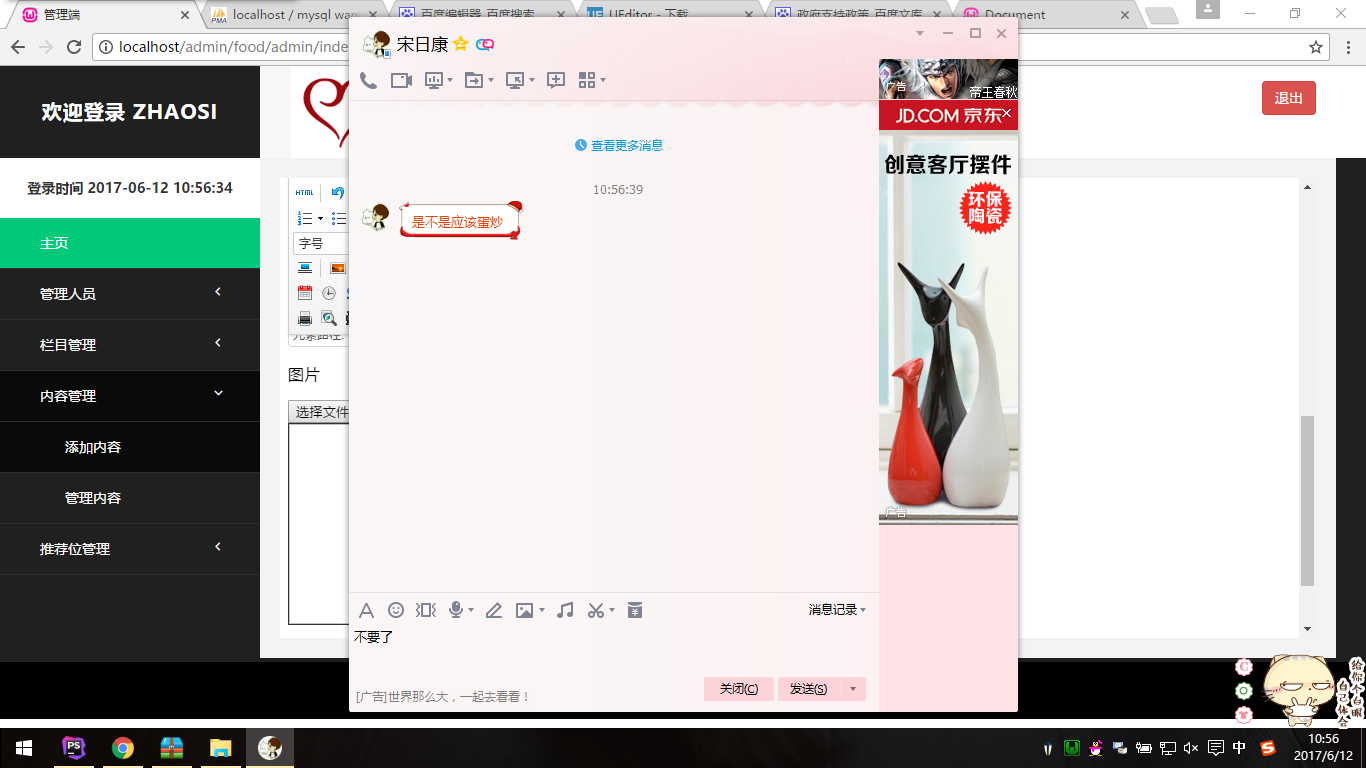 管理端
localhost / mysql wam
百度编辑器_百度搜索
UEditor - 下载
政府支持政策_百度文库
Document
localhost/admin/food/admin/inde
欢迎登录 ZHAOSI
登录时间 2017-06-12 10:56:34
主页
管理人员
栏目管理
内容管理
添加内容
管理内容
推荐位管理
退出
HTML
字号
元素路径:
图片
选择文件
宋日康
查看更多消息
10:56:39
是不是应该蛋炒
消息记录
不要了
[广告]世界那么大，一起去看看！
关闭(C)
发送(S)
广告
帝王春秋
JD.COM 京东
创意客厅摆件
环保
陶瓷
广告
给你个白眼
自己体会
PS
中
10:56
2017/6/12